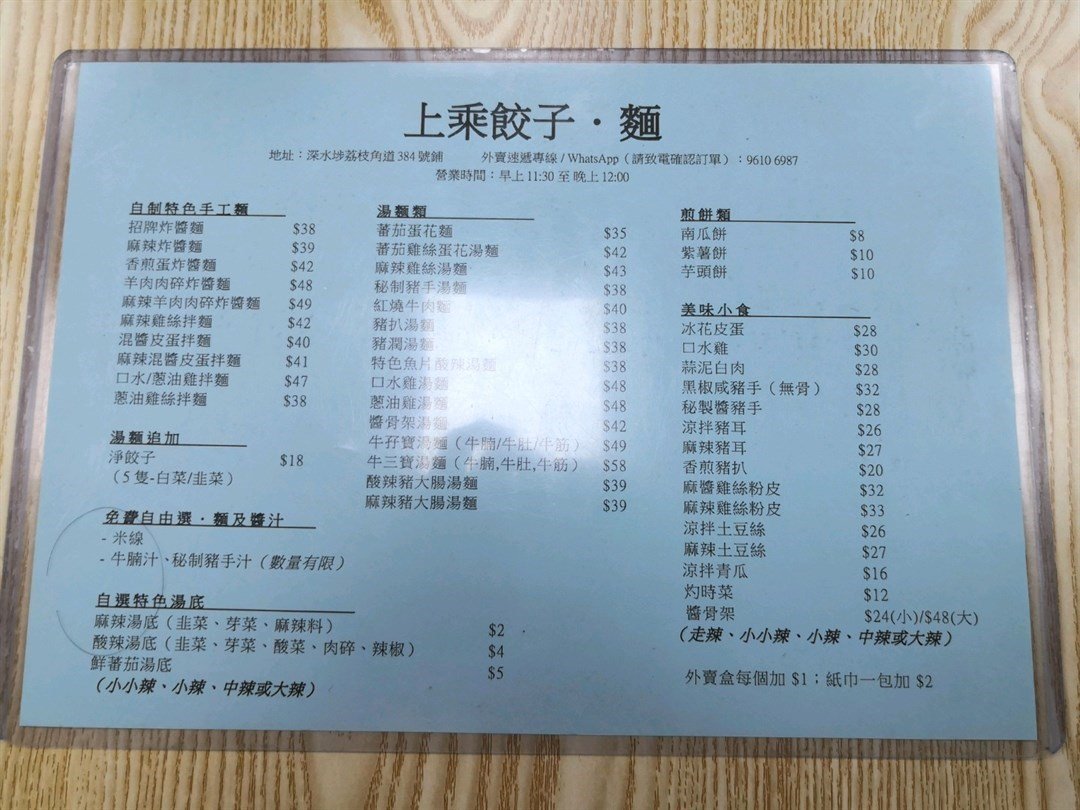 上乘餃子·麵
地址：深水埗荔枝角道 384 號鋪 外賣速遞專線 / WhatsApp（請致電確認訂單）：9610 6987
營業時間：早上 11:30 至 晚上 12:00
自制特色手工麵
招牌炸醬麵 $38
麻辣炸醬麵 $39
香煎蛋炸醬麵 $42
羊肉肉碎炸醬麵 $48
麻辣羊肉肉碎炸醬麵 $49
麻辣雞絲拌麵 $42
混醬皮蛋拌麵 $40
麻辣混醬皮蛋拌麵 $41
口水/蔥油雞拌麵 $47
蔥油雞絲拌麵 $38
湯麵追加
淨餃子 $18
（5 隻-白菜/韭菜）
免費自由選·麵及醬汁
- 米線
- 牛腩汁、秘制豬手汁（數量有限）
自選特色湯底
麻辣湯底（韭菜、芽菜、麻辣料） $2
酸辣湯底（韭菜、芽菜、酸菜、肉碎、辣椒） $4
鮮蕃茄湯底 $5
（小小辣、小辣、中辣或大辣）
湯麵類
蕃茄蛋花麵 $35
蕃茄雞絲蛋花湯麵 $42
麻辣雞絲湯麵 $43
秘制豬手湯麵 $38
紅燒牛肉麵 $40
豬扒湯麵 $38
豬潤湯麵 $38
特色魚片酸辣湯麵 $38
口水雞湯麵 $48
蔥油雞湯麵 $48
醬骨架湯麵 $42
牛孖寶湯麵（牛腩/牛肚/牛筋） $49
牛三寶湯麵（牛腩,牛肚,牛筋） $58
酸辣豬大腸湯麵 $39
麻辣豬大腸湯麵 $39
煎餅類
南瓜餅 $8
紫薯餅 $10
芋頭餅 $10
美味小食
冰花皮蛋 $28
口水雞 $30
蒜泥白肉 $28
黑椒咸豬手（無骨） $32
秘製醬豬手 $28
涼拌豬耳 $26
麻辣豬耳 $27
香煎豬扒 $20
麻醬雞絲粉皮 $32
麻辣雞絲粉皮 $33
涼拌土豆絲 $26
麻辣土豆絲 $27
涼拌青瓜 $16
灼時菜 $12
醬骨架 $24(小)/$48(大)
（走辣、小小辣、小辣、中辣或大辣）
外賣盒每個加 $1；紙巾一包加 $2